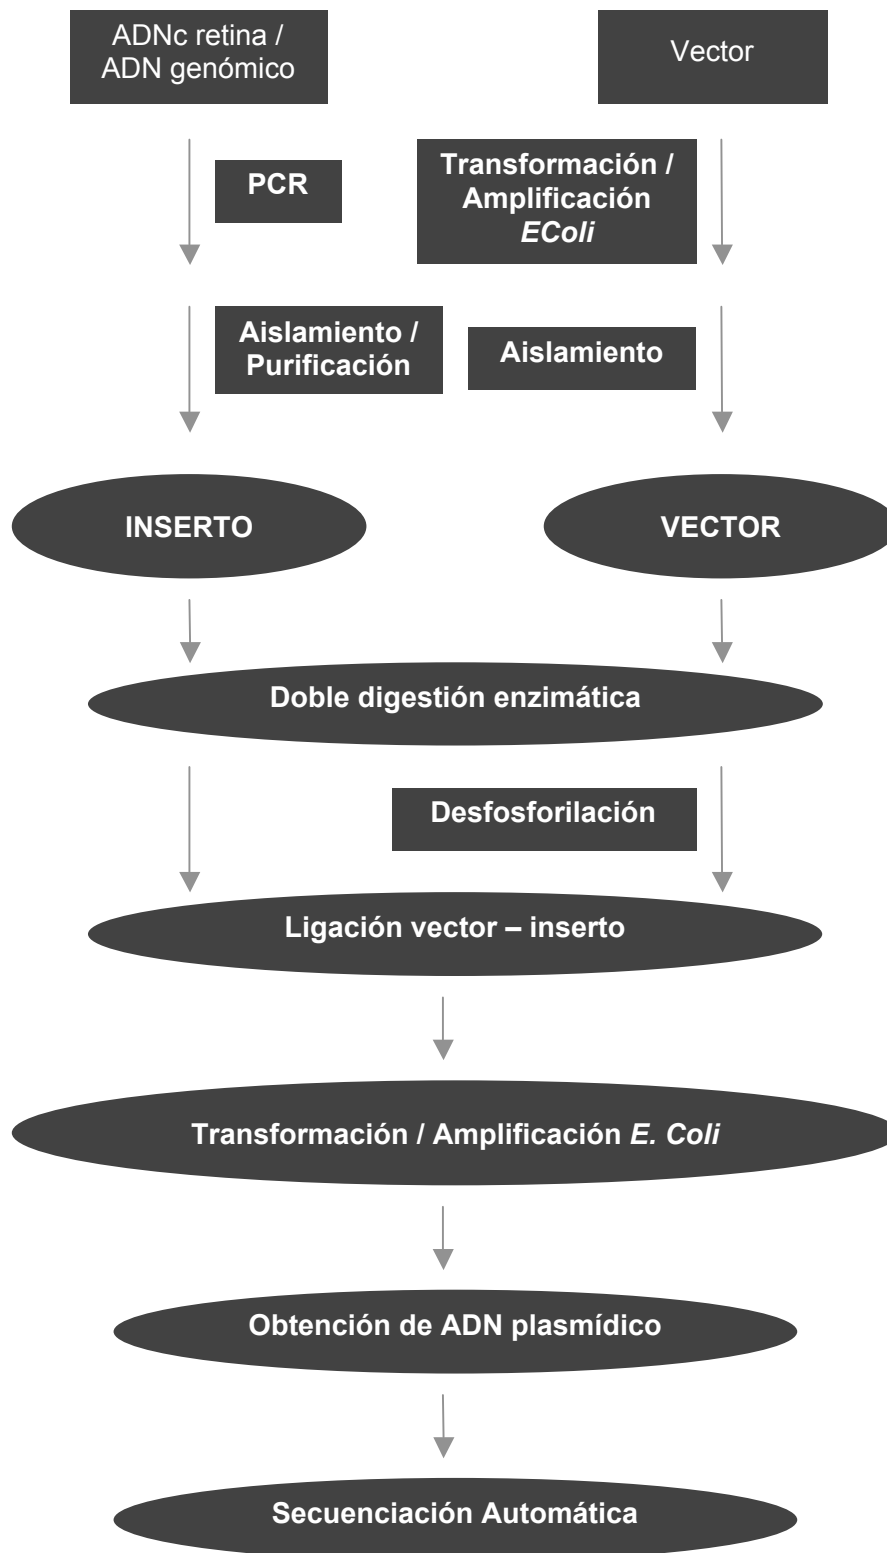 ADNc retina /
ADN genómico
Vector
PCR
Transformación /
Amplificación
EColi
Aislamiento /
Purificación
Aislamiento
INSERTO
VECTOR
Doble digestión enzimática
Desfosforilación
Ligación vector – inserto
Transformación / Amplificación E. Coli
Obtención de ADN plasmídico
Secuenciación Automática